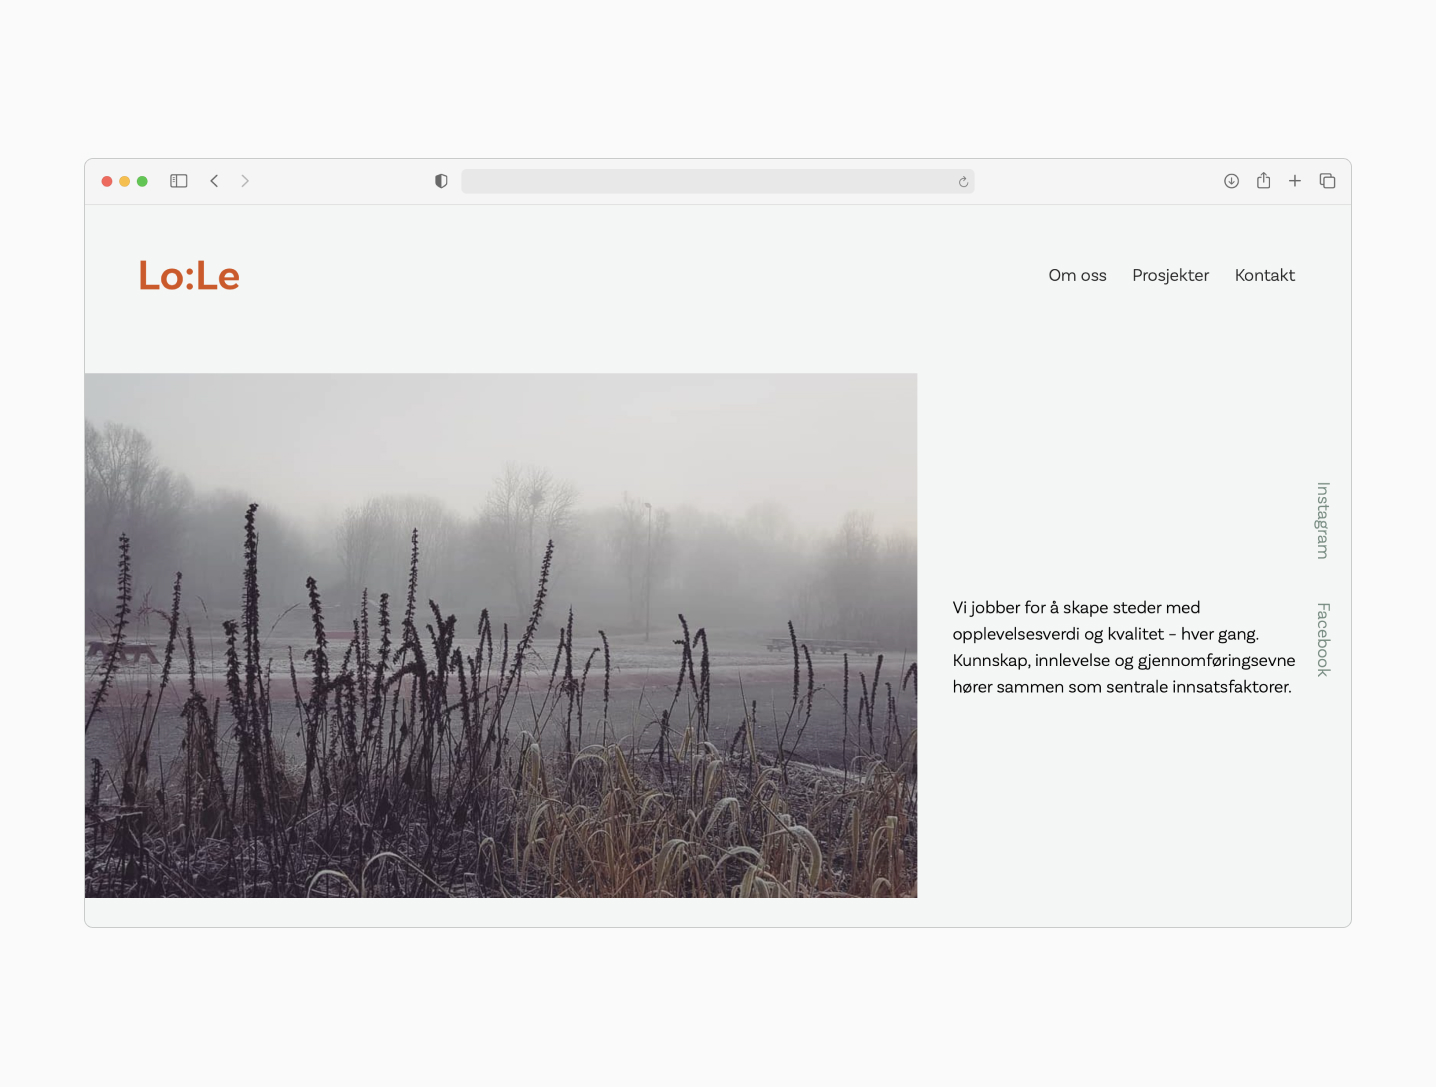 Lo:Le
Om oss
Prosjekter
Kontakt
Vi jobber for å skape steder med
opplevelsesverdi og kvalitet – hver gang.
Kunnskap, innlevelse og gjennomføringsevne
hører sammen som sentrale innsatsfaktorer.
Instagram
Facebook